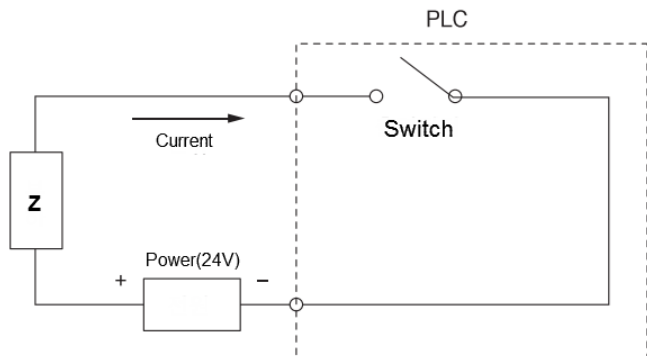 PLC
Switch
Current
Z
Power(24V)
+ −